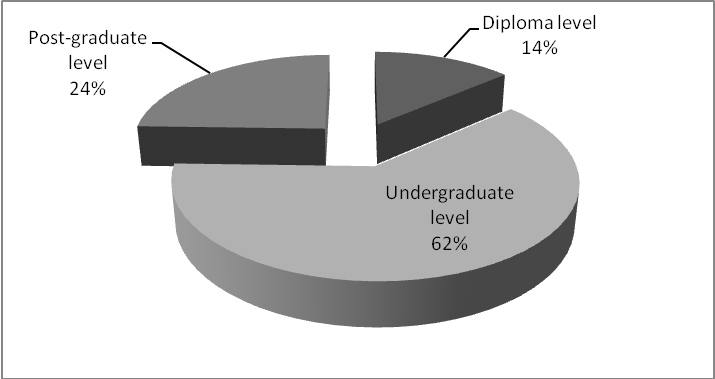 Post-graduate
level
24%
Diploma level
14%
Undergraduate
level
62%